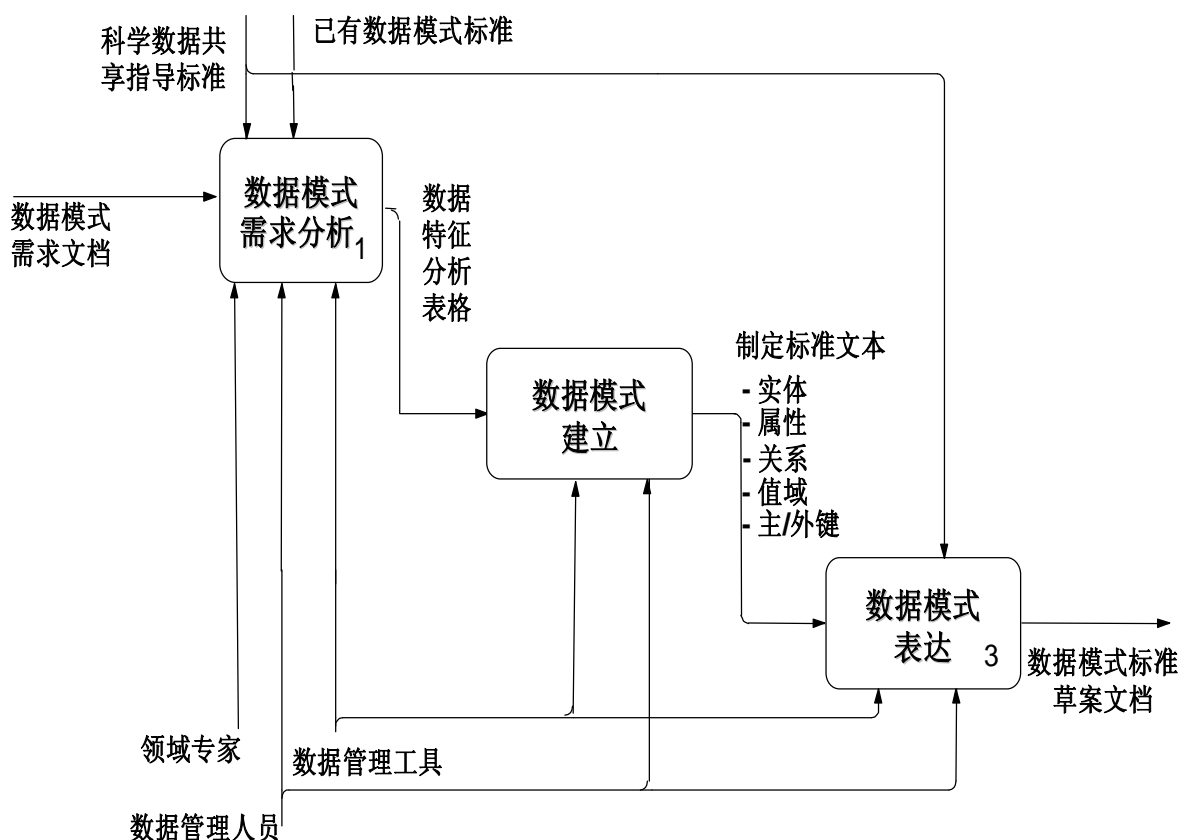 科学数据共
享指导标准
已有数据模式标准
数据模式
需求分析1
数据模式
需求文档
数据
特征
分析
表格
数据模式
建立
制定标准文本
- 实体
- 属性
- 关系
- 值域
- 主/外键
数据模式
表达 3
数据模式标准
草案文档
领域专家
数据管理工具
数据管理人员